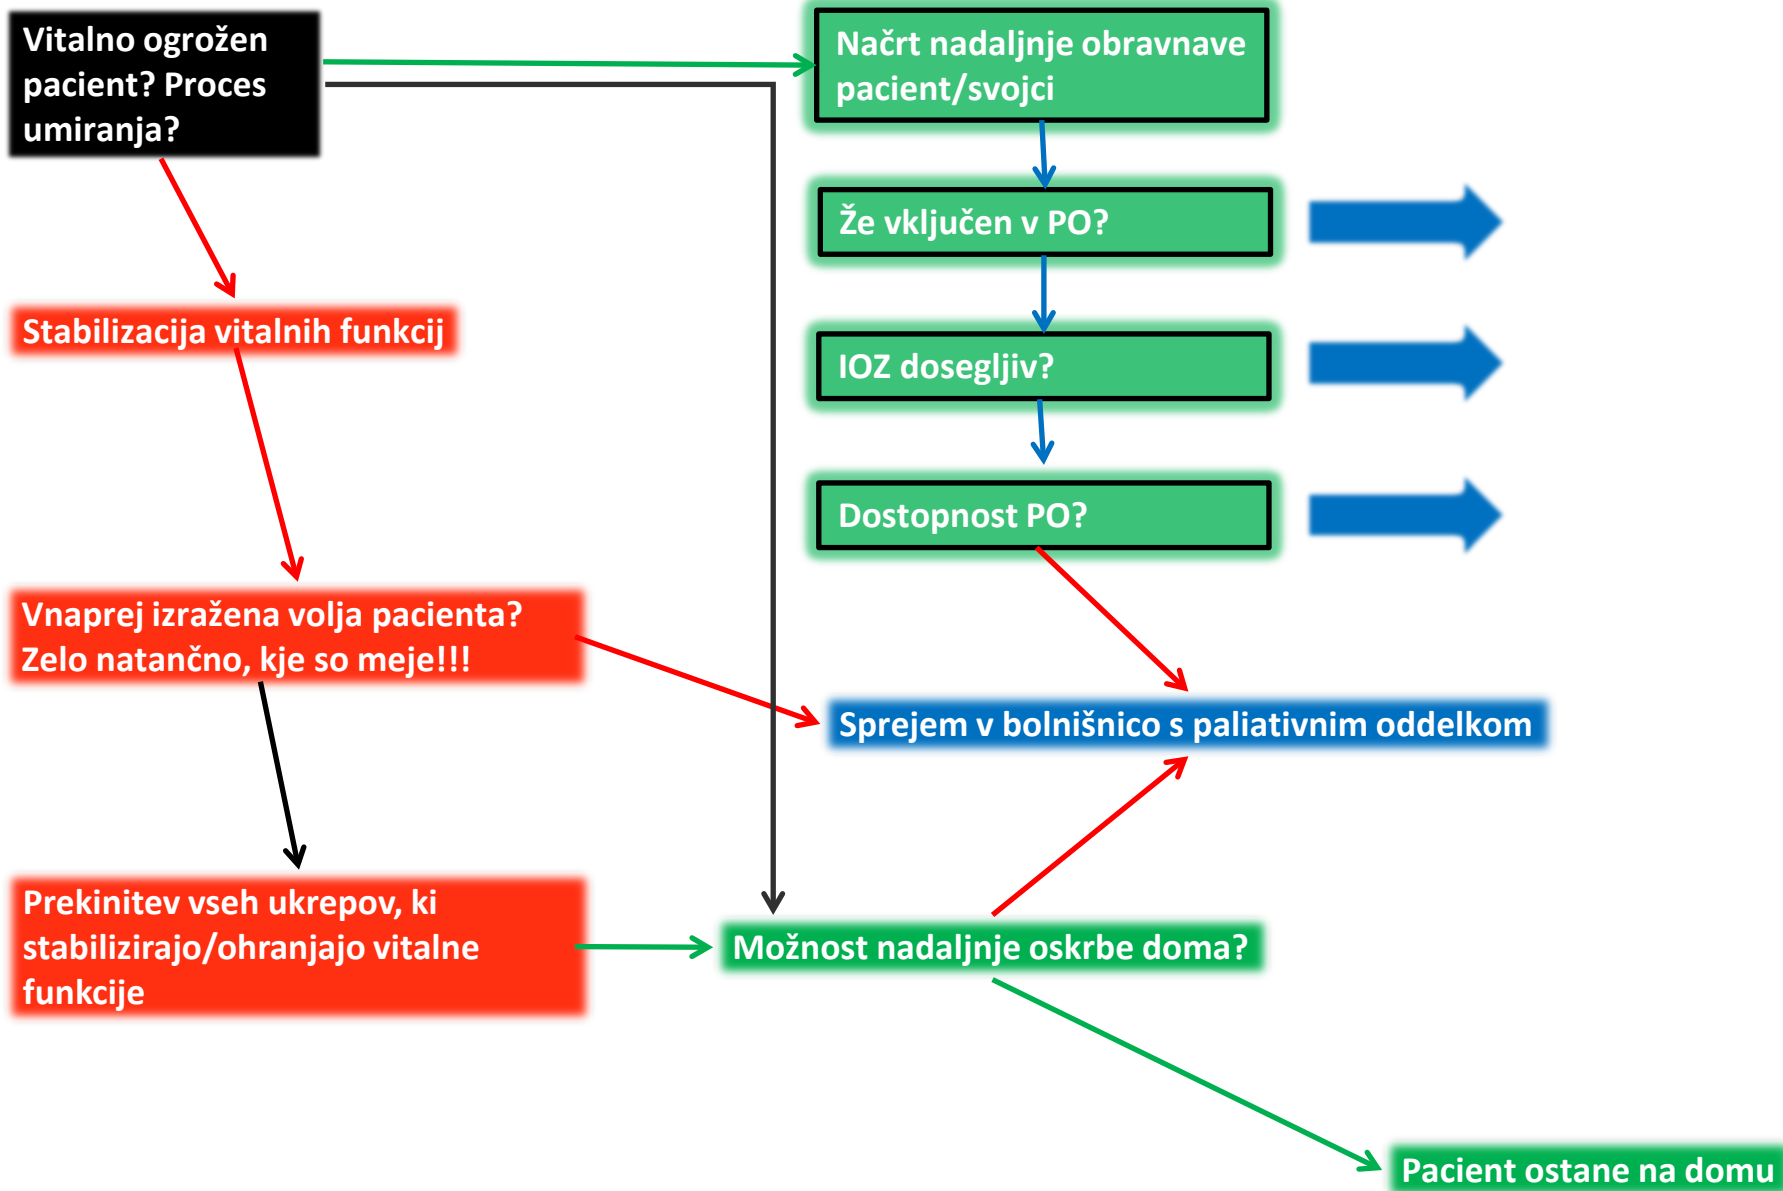 Vitalno ogrožen
pacient? Proces
umiranja?
Načrt nadaljnje obravnave
pacient/svojci
Že vključen v PO?
Stabilizacija vitalnih funkcij
IOZ dosegljiv?
Dostopnost PO?
Vnaprej izražena volja pacienta?
Zelo natančno, kje so meje!!!
Sprejem v bolnišnico s paliativnim oddelkom
Prekinitev vseh ukrepov, ki
stabilizirajo/ohranjajo vitalne
funkcije
Možnost nadaljnje oskrbe doma?
Pacient ostane na domu